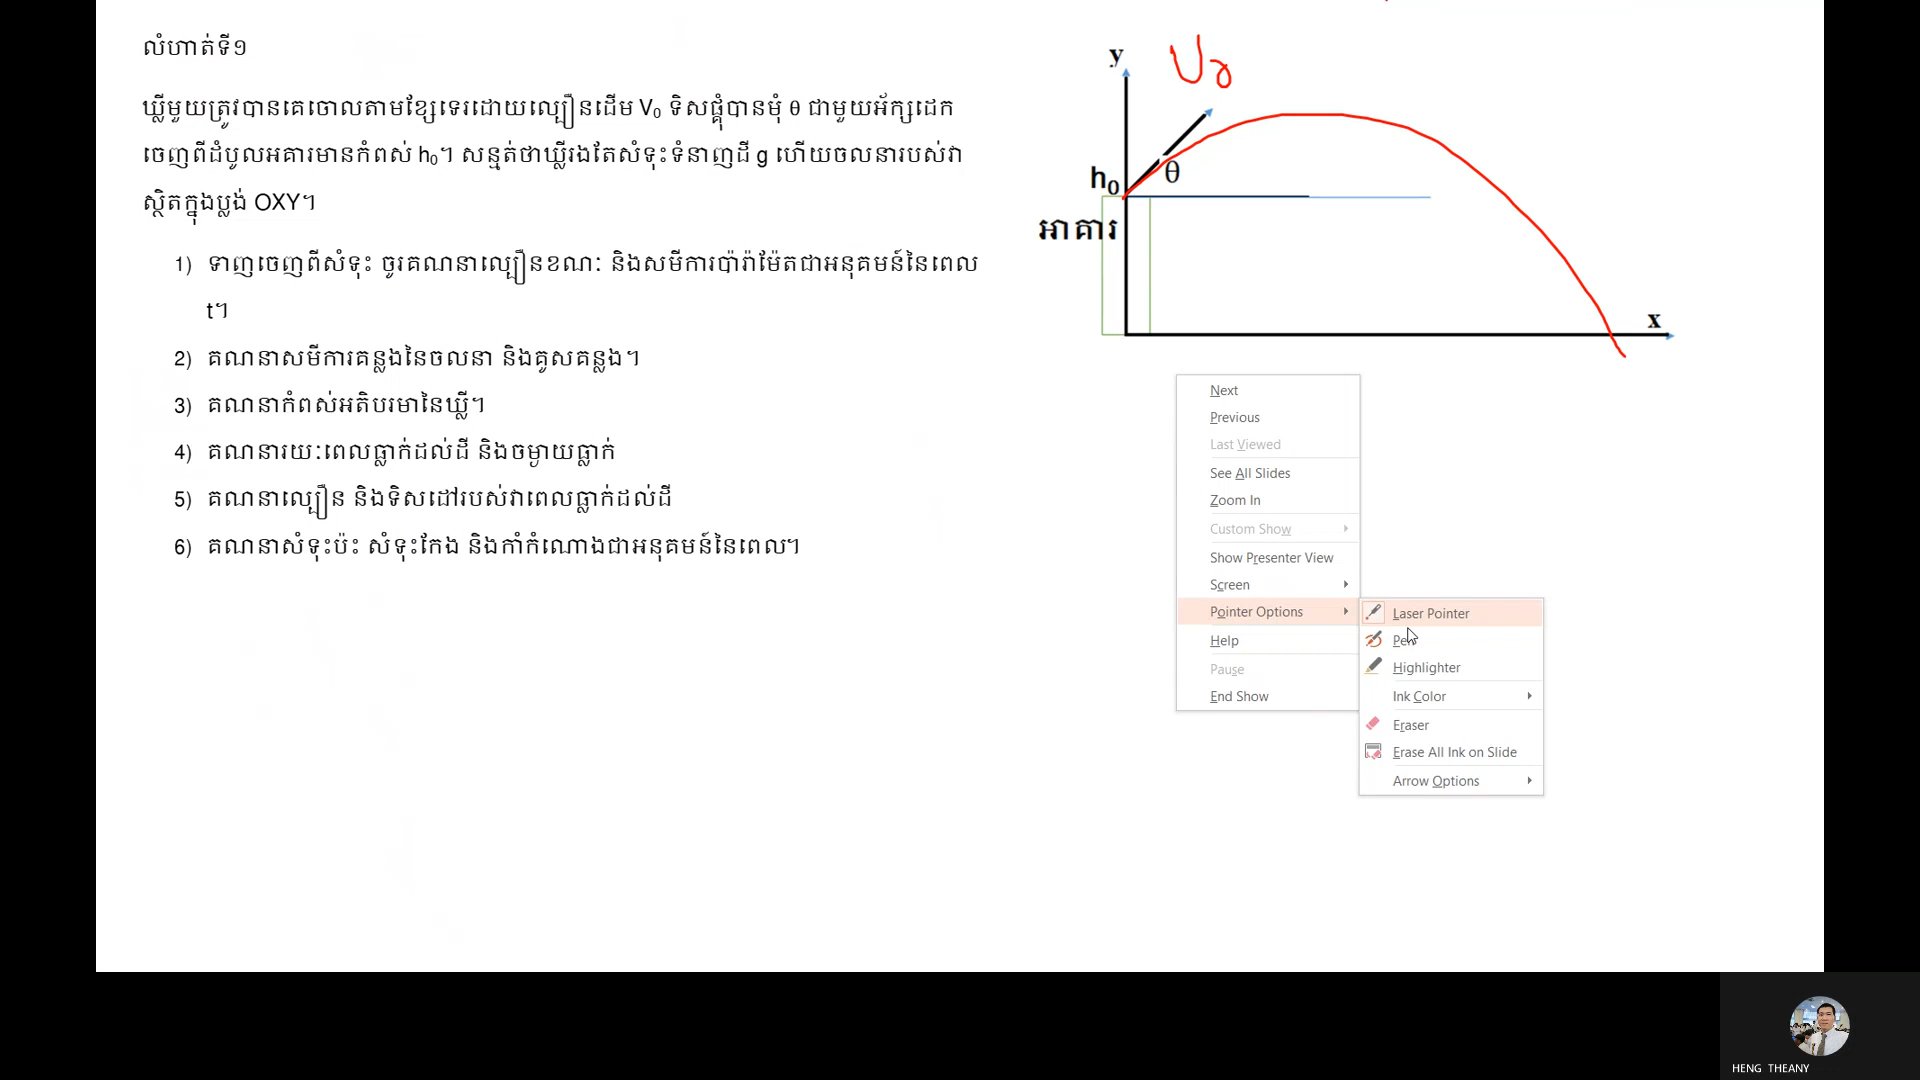 លំហាត់ទី១
ឃ្លីមួយត្រូវបានគេចោលតាមខ្សែទេរដោយល្បឿនដើម V₀ ទិសផ្គុំបានមុំ θ ជាមួយអ័ក្សដេក
ចេញពីដំបូលអគារមានកំពស់ h₀។ សន្មត់ថាឃ្លីរងតែសំទុះទំនាញដី g ហើយចលនារបស់វា
ស្ថិតក្នុងប្លង់ OXY។
1) ទាញចេញពីសំទុះ ចូរគណនាល្បឿនខណៈ និងសមីការប៉ារ៉ាម៉ែតជាអនុគមន៍នៃពេល
t។
2) គណនាសមីការគន្លងនៃចលនា និងគូសគន្លង។
3) គណនាកំពស់អតិបរមានៃឃ្លី។
4) គណនារយៈពេលធ្លាក់ដល់ដី និងចម្ងាយធ្លាក់
5) គណនាល្បឿន និងទិសដៅរបស់វាពេលធ្លាក់ដល់ដី
6) គណនាសំទុះប៉ះ សំទុះកែង និងកាំកំណោងជាអនុគមន៍នៃពេល។
y
V₀
θ
h₀
អាគារ
x
Next
Previous
Last Viewed
See All Slides
Zoom In
Custom Show
Show Presenter View
Screen
Pointer Options
Help
Pause
End Show
Laser Pointer
Pen
Highlighter
Ink Color
Eraser
Erase All Ink on Slide
Arrow Options
HENG THEANY